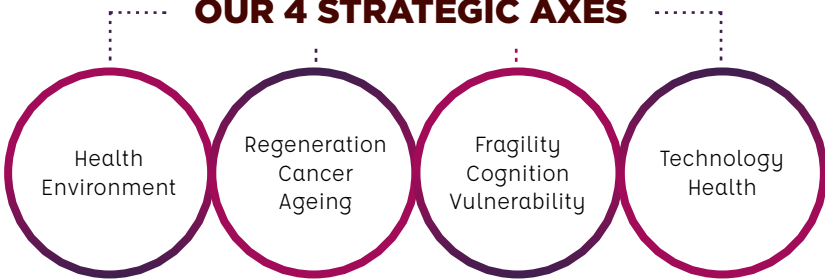 OUR 4 STRATEGIC AXES
Health
Environment
Regeneration
Cancer
Ageing
Fragility
Cognition
Vulnerability
Technology
Health